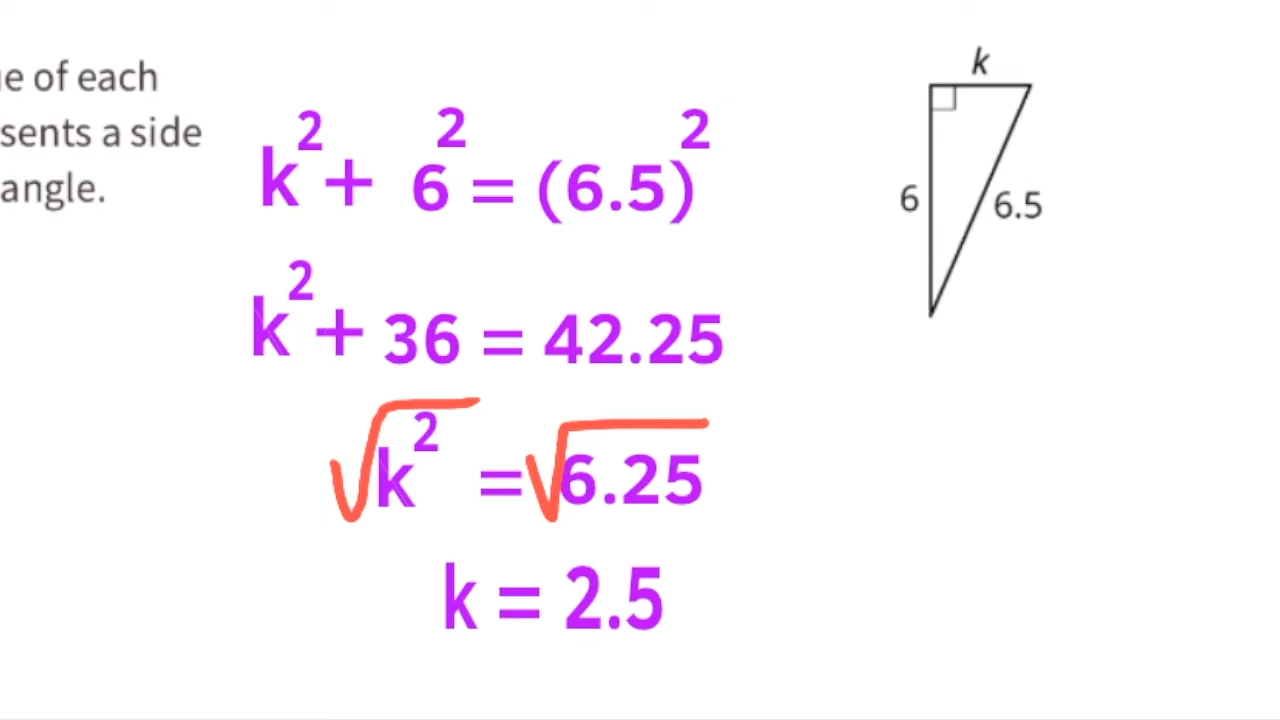 ue of each
sents a side
angle.
k² + 6² = (6.5)²
k² + 36 = 42.25
√k² = √6.25
k = 2.5
k
6
6.5